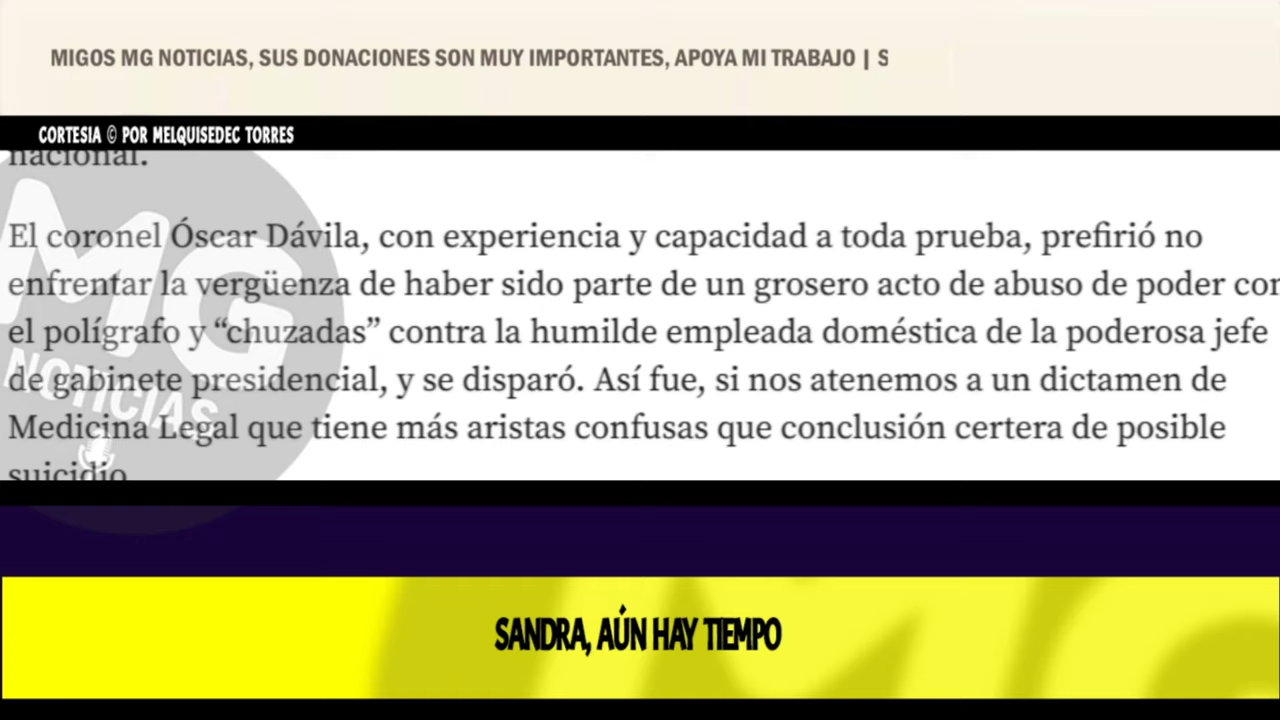 MIGOS MG NOTICIAS, SUS DONACIONES SON MUY IMPORTANTES, APOYA MI TRABAJO | S
CORTESIA © POR MELQUISEDEC TORRES
nacional.
El coronel Óscar Dávila, con experiencia y capacidad a toda prueba, prefirió no
enfrentar la vergüenza de haber sido parte de un grosero acto de abuso de poder con
el polígrafo y “chuzadas” contra la humilde empleada doméstica de la poderosa jefe
de gabinete presidencial, y se disparó. Así fue, si nos atenemos a un dictamen de
Medicina Legal que tiene más aristas confusas que conclusión certera de posible
suicidio
MG
NOTICIAS
SANDRA, AÚN HAY TIEMPO